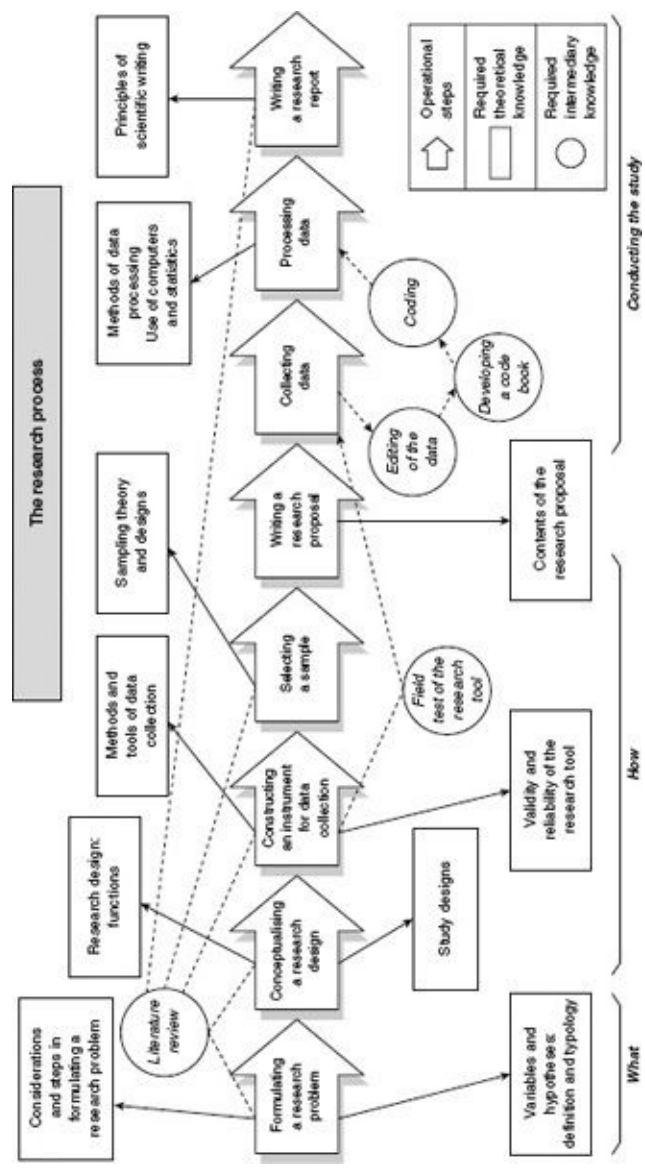 The research process
Considerations
and steps in
formulating a
research problem
Research design:
functions
Methods and
tools of data
collection
Sampling theory
and designs
Methods of data
processing
Use of computers
and statistics
Principles of
scientific writing
Literature
review
Formulating
a research
problem
Conceptualising
a research
design
Constructing
an instrument
for data
collection
Selecting
a sample
Writing a
research
proposal
Collecting
data
Processing
data
Writing
a research
report
Field
test of the
research
tool
Editing
of the
data
Developing
a code
book
Coding
Variables and
hypotheses:
definition and typology
Study designs
Validity and
reliability of the
research tool
Contents of the
research proposal
Operational
steps
Required
theoretical
knowledge
Required
intermediary
knowledge
What
How
Conducting the study